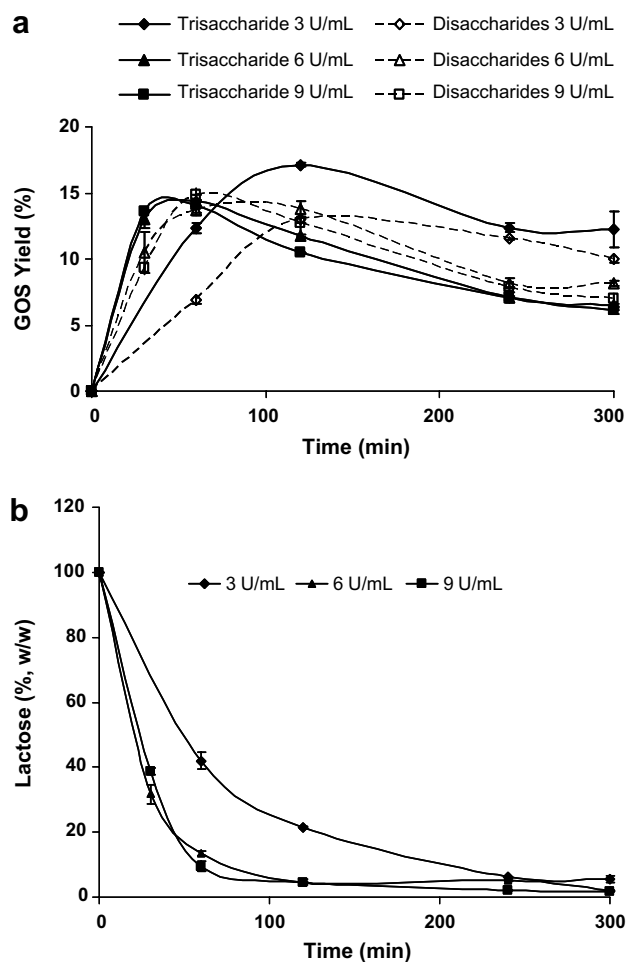 a
Trisaccharide 3 U/mL
Disaccharides 3 U/mL
Trisaccharide 6 U/mL
Disaccharides 6 U/mL
Trisaccharide 9 U/mL
Disaccharides 9 U/mL
20
15
10
5
0
GOS Yield (%)
0 100 200 300
Time (min)
b
120
100
80
60
40
20
0
Lactose (%, w/w)
3 U/mL 6 U/mL 9 U/mL
0 100 200 300
Time (min)